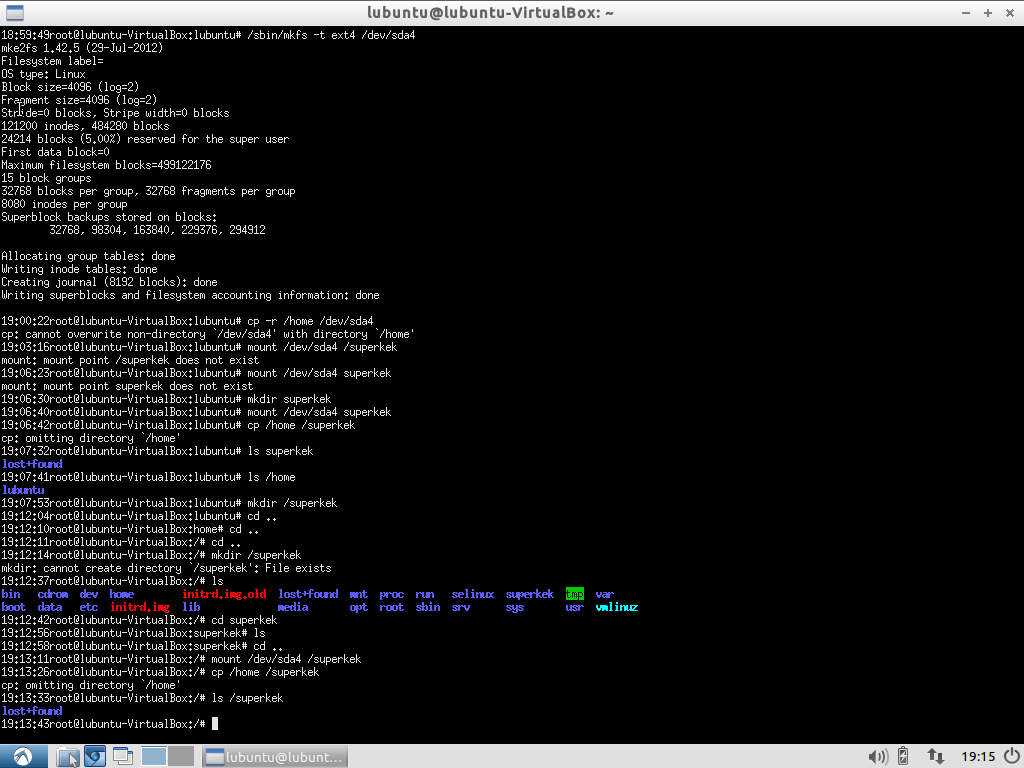 lubuntu@lubuntu-VirtualBox: ~
18:59:49root@lubuntu-VirtualBox:lubuntu# /sbin/mkfs -t ext4 /dev/sda4
mke2fs 1.42.5 (29-Jul-2012)
Filesystem label=
OS type: Linux
Block size=4096 (log=2)
Fragment size=4096 (log=2)
Stride=0 blocks, Stripe width=0 blocks
121200 inodes, 484280 blocks
24214 blocks (5.00%) reserved for the super user
First data block=0
Maximum filesystem blocks=499122176
15 block groups
32768 blocks per group, 32768 fragments per group
8080 inodes per group
Superblock backups stored on blocks:
        32768, 98304, 163840, 229376, 294912
Allocating group tables: done
Writing inode tables: done
Creating journal (8192 blocks): done
Writing superblocks and filesystem accounting information: done
19:00:22root@lubuntu-VirtualBox:lubuntu# cp -r /home /dev/sda4
cp: cannot overwrite non-directory `/dev/sda4' with directory `/home'
19:03:16root@lubuntu-VirtualBox:lubuntu# mount /dev/sda4 /superkek
mount: mount point /superkek does not exist
19:06:23root@lubuntu-VirtualBox:lubuntu# mount /dev/sda4 superkek
mount: mount point superkek does not exist
19:06:30root@lubuntu-VirtualBox:lubuntu# mkdir superkek
19:06:40root@lubuntu-VirtualBox:lubuntu# mount /dev/sda4 superkek
19:06:42root@lubuntu-VirtualBox:lubuntu# cp /home /superkek
cp: omitting directory `/home'
19:07:32root@lubuntu-VirtualBox:lubuntu# ls superkek
lost+found
19:07:41root@lubuntu-VirtualBox:lubuntu# ls /home
lubuntu
19:07:53root@lubuntu-VirtualBox:lubuntu# mkdir /superkek
19:12:04root@lubuntu-VirtualBox:lubuntu# cd ..
19:12:10root@lubuntu-VirtualBox:home# cd ..
19:12:11root@lubuntu-VirtualBox:/# cd ..
19:12:14root@lubuntu-VirtualBox:/# mkdir /superkek
mkdir: cannot create directory `/superkek': File exists
19:12:37root@lubuntu-VirtualBox:/# ls
bin   cdrom  dev  home        initrd.img.old  lost+found  mnt  proc  run   selinux  superkek  tmp  var
boot  data   etc  initrd.img  lib             media       opt  root  sbin  srv      sys       usr  vmlinuz
19:12:42root@lubuntu-VirtualBox:/# cd superkek
19:12:56root@lubuntu-VirtualBox:superkek# ls
19:12:58root@lubuntu-VirtualBox:superkek# cd ..
19:13:11root@lubuntu-VirtualBox:/# mount /dev/sda4 /superkek
19:13:26root@lubuntu-VirtualBox:/# cp /home /superkek
cp: omitting directory `/home'
19:13:33root@lubuntu-VirtualBox:/# ls /superkek
lost+found
19:13:43root@lubuntu-VirtualBox:/#
lubuntu@lubunt...
19:15